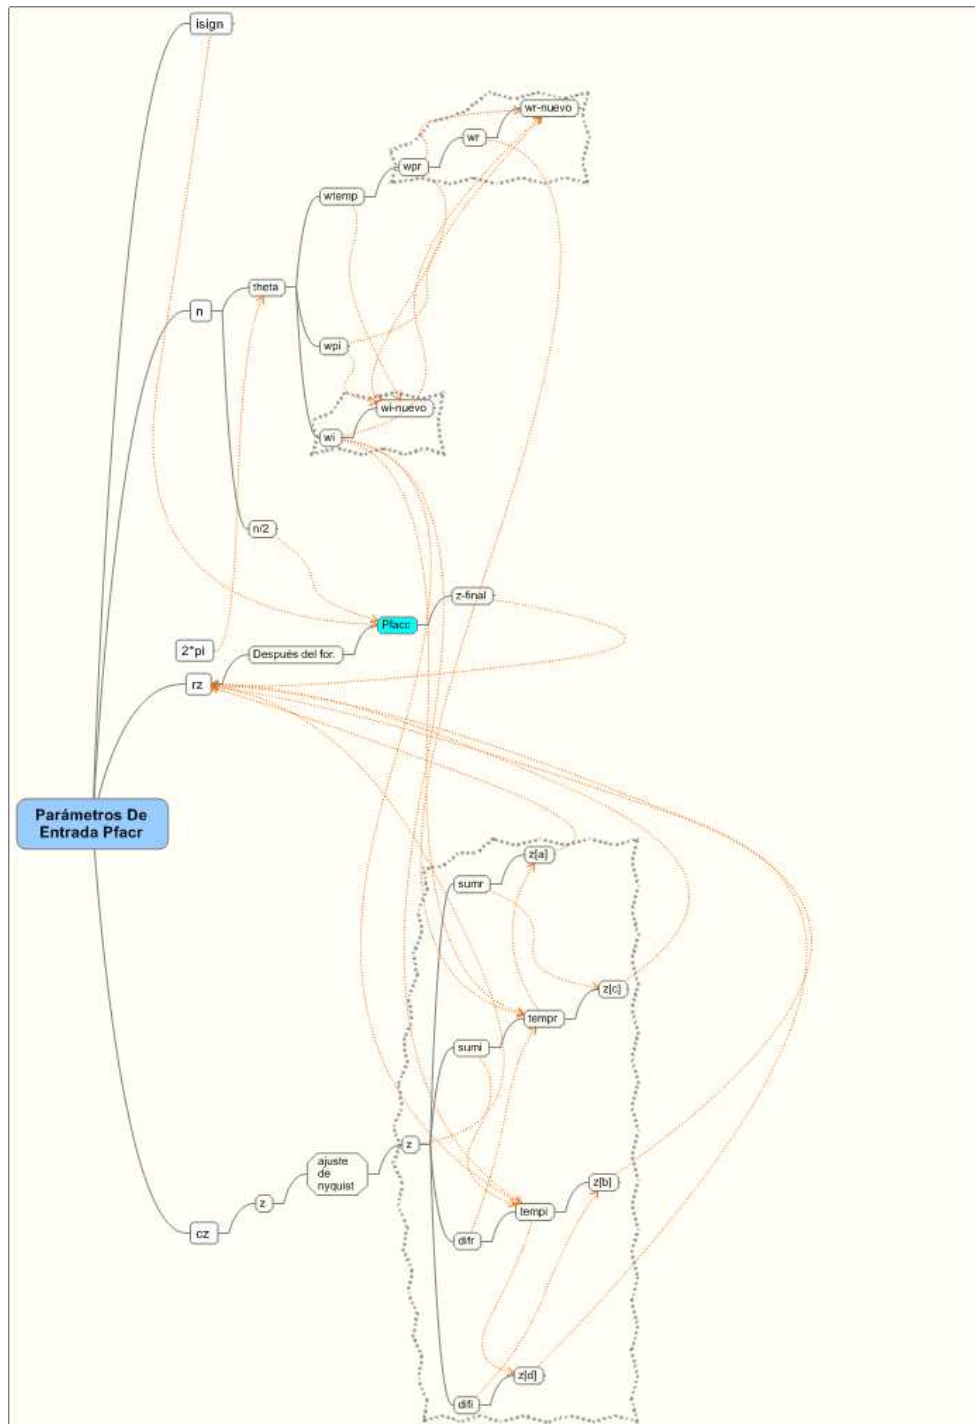 isign
wr-nuevo
wr
wpr
wtemp
theta
n
wpi
wi-nuevo
wi
n/2
z-final
Pfacc
2*pi
Después del for.
rz
Parámetros De
Entrada Pfacr
z[a]
sumr
z[c]
tempr
sumi
z
ajuste
de
nyquist
z[b]
z
tempi
cz
difr
z[d]
difi